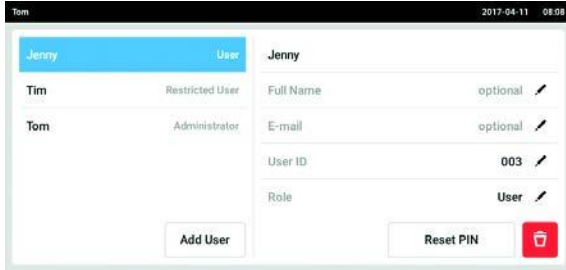 Tom 2017-04-11 08:08
Jenny User
Tim Restricted User
Tom Administrator
Add User
Jenny
Full Name optional
E-mail optional
User ID 003
Role User
Reset PIN